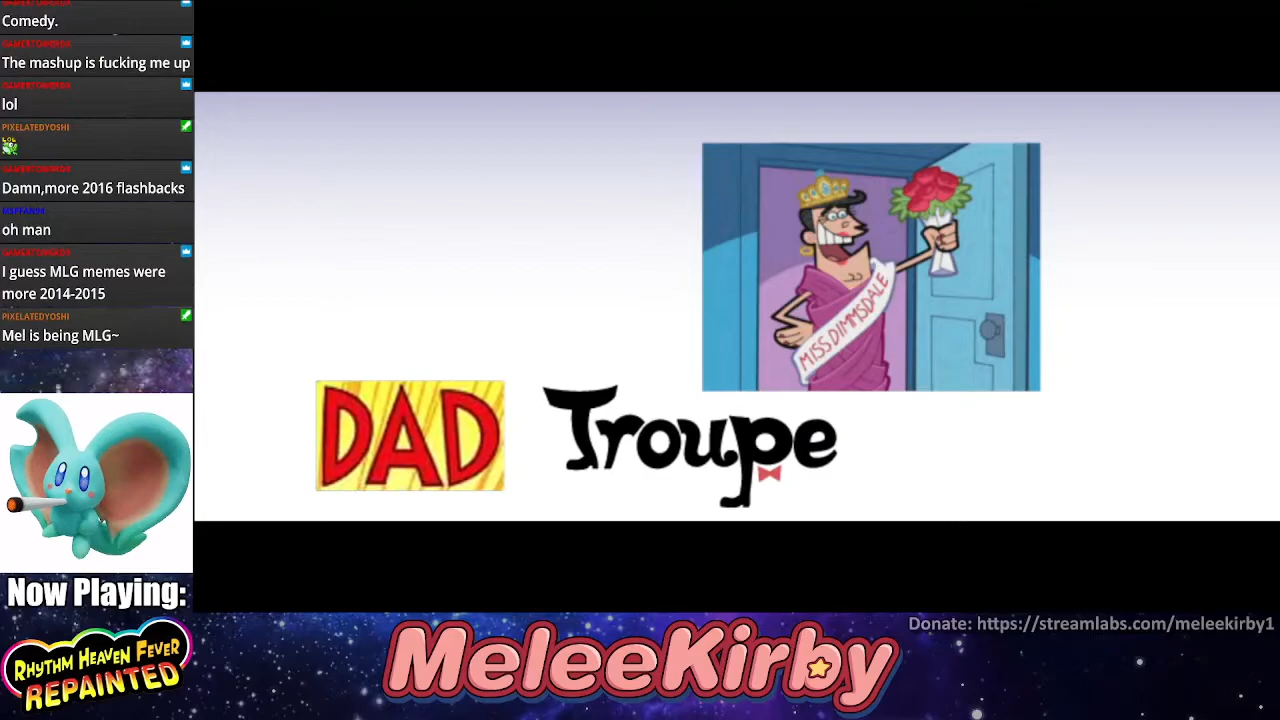 Comedy.
GAMERTOWERDX
The mashup is fucking me up
lol
PIXELATEDYOSHI
Damn,more 2016 flashbacks
oh man
I guess MLG memes were
more 2014-2015
PIXELATEDYOSHI
Mel is being MLG~
MISS DIMMSDALE
DAD Troupe
Now Playing:
RHYTHM HEAVEN FEVER
REPAINTED
MeleeKirby
Donate: https://streamlabs.com/meleekirby1